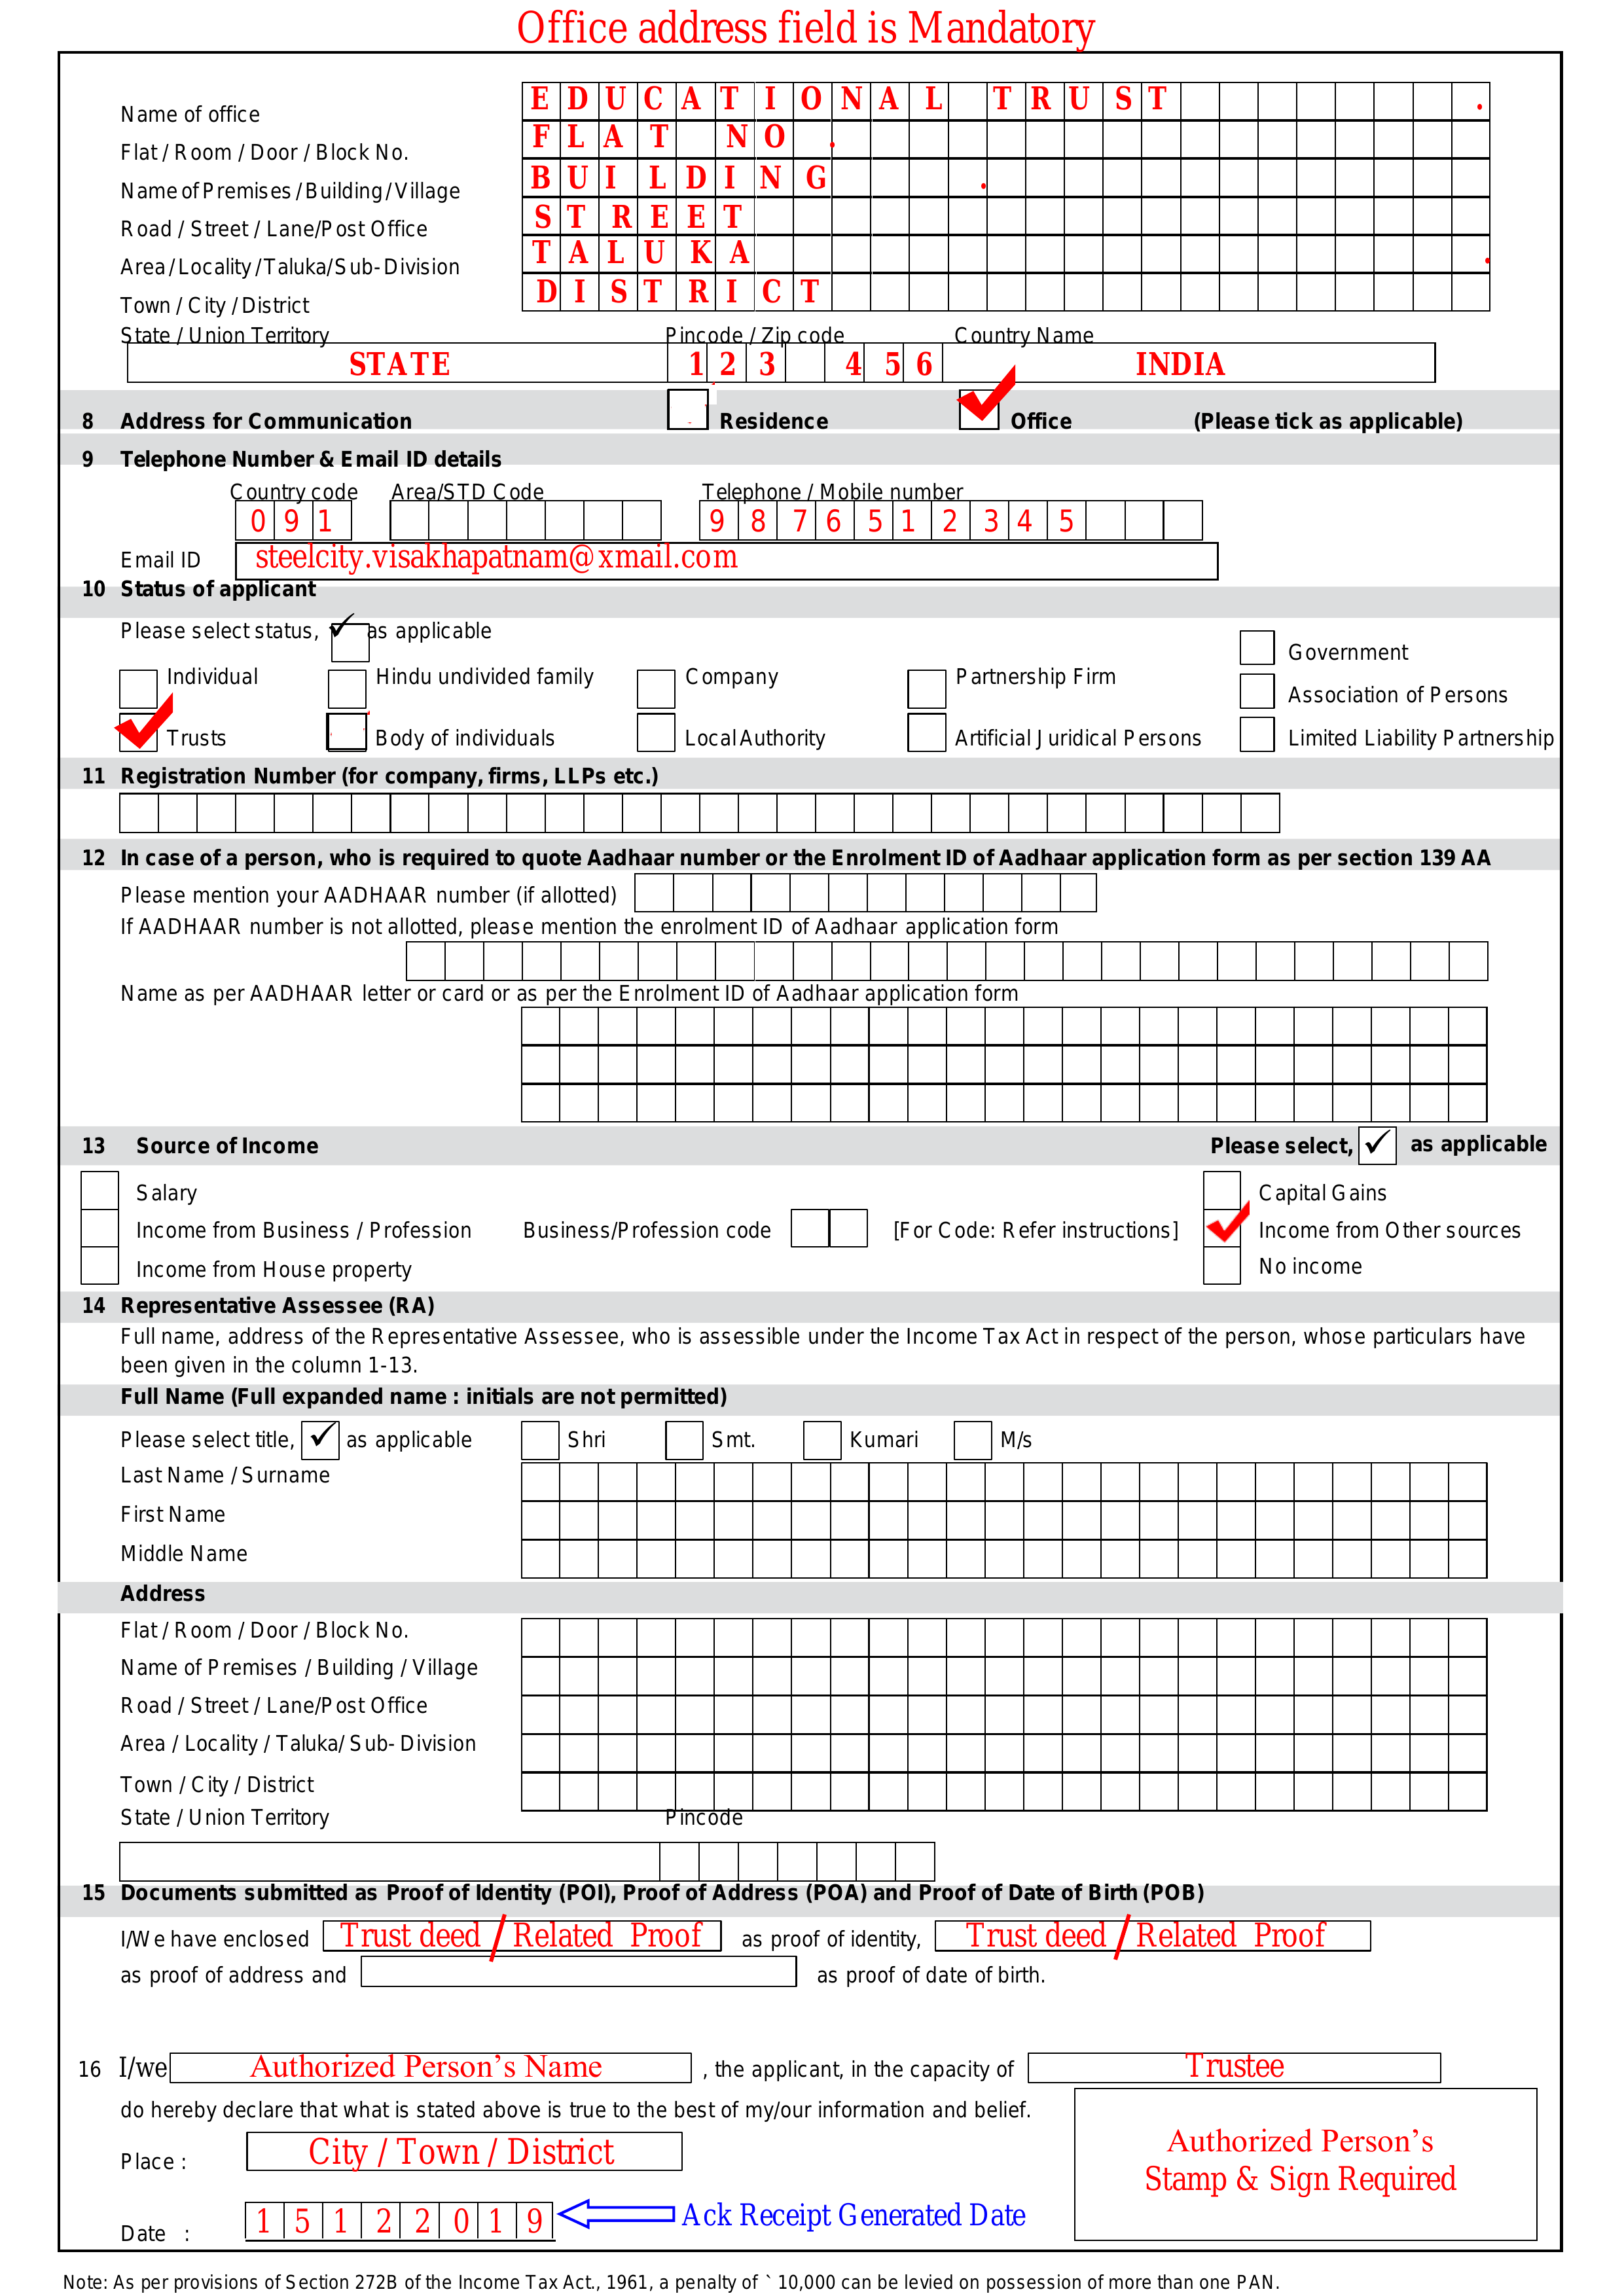 Office address field is Mandatory
Name of office EDUCATIONAL TRUST .
Flat / Room / Door / Block No. FLAT NO .
Name of Premises / Building / Village BUILDING .
Road / Street / Lane/Post Office STREET
Area / Locality / Taluka/ Sub- Division TALUKA .
Town / City / District DISTRICT
State / Union Territory Pincode / Zip code Country Name
STATE 123 456 INDIA
8 Address for Communication Residence Office (Please tick as applicable)
9 Telephone Number & Email ID details
Country code Area/STD Code Telephone / Mobile number
091 9876512345
Email ID steelcity.visakhapatnam@xmail.com
10 Status of applicant
Please select status, ✓ as applicable
Government
Individual Hindu undivided family Company Partnership Firm
Association of Persons
Trusts Body of individuals Local Authority Artificial Juridical Persons Limited Liability Partnership
11 Registration Number (for company, firms, LLPs etc.)
12 In case of a person, who is required to quote Aadhaar number or the Enrolment ID of Aadhaar application form as per section 139 AA
Please mention your AADHAAR number (if allotted)
If AADHAAR number is not allotted, please mention the enrolment ID of Aadhaar application form
Name as per AADHAAR letter or card or as per the Enrolment ID of Aadhaar application form
13 Source of Income Please select, ✓ as applicable
Salary Capital Gains
Income from Business / Profession Business/Profession code [For Code: Refer instructions] Income from Other sources
Income from House property No income
14 Representative Assessee (RA)
Full name, address of the Representative Assessee, who is assessible under the Income Tax Act in respect of the person, whose particulars have
been given in the column 1-13.
Full Name (Full expanded name : initials are not permitted)
Please select title, ✓ as applicable Shri Smt. Kumari M/s
Last Name / Surname
First Name
Middle Name
Address
Flat / Room / Door / Block No.
Name of Premises / Building / Village
Road / Street / Lane/Post Office
Area / Locality / Taluka/ Sub- Division
Town / City / District
State / Union Territory Pincode
15 Documents submitted as Proof of Identity (POI), Proof of Address (POA) and Proof of Date of Birth (POB)
I/We have enclosed Trust deed / Related Proof as proof of identity, Trust deed / Related Proof
as proof of address and as proof of date of birth.
16 I/we Authorized Person's Name , the applicant, in the capacity of Trustee
do hereby declare that what is stated above is true to the best of my/our information and belief.
Authorized Person's
Stamp & Sign Required
Place : City / Town / District
Date : 15122019 Ack Receipt Generated Date
Note: As per provisions of Section 272B of the Income Tax Act., 1961, a penalty of ` 10,000 can be levied on possession of more than one PAN.